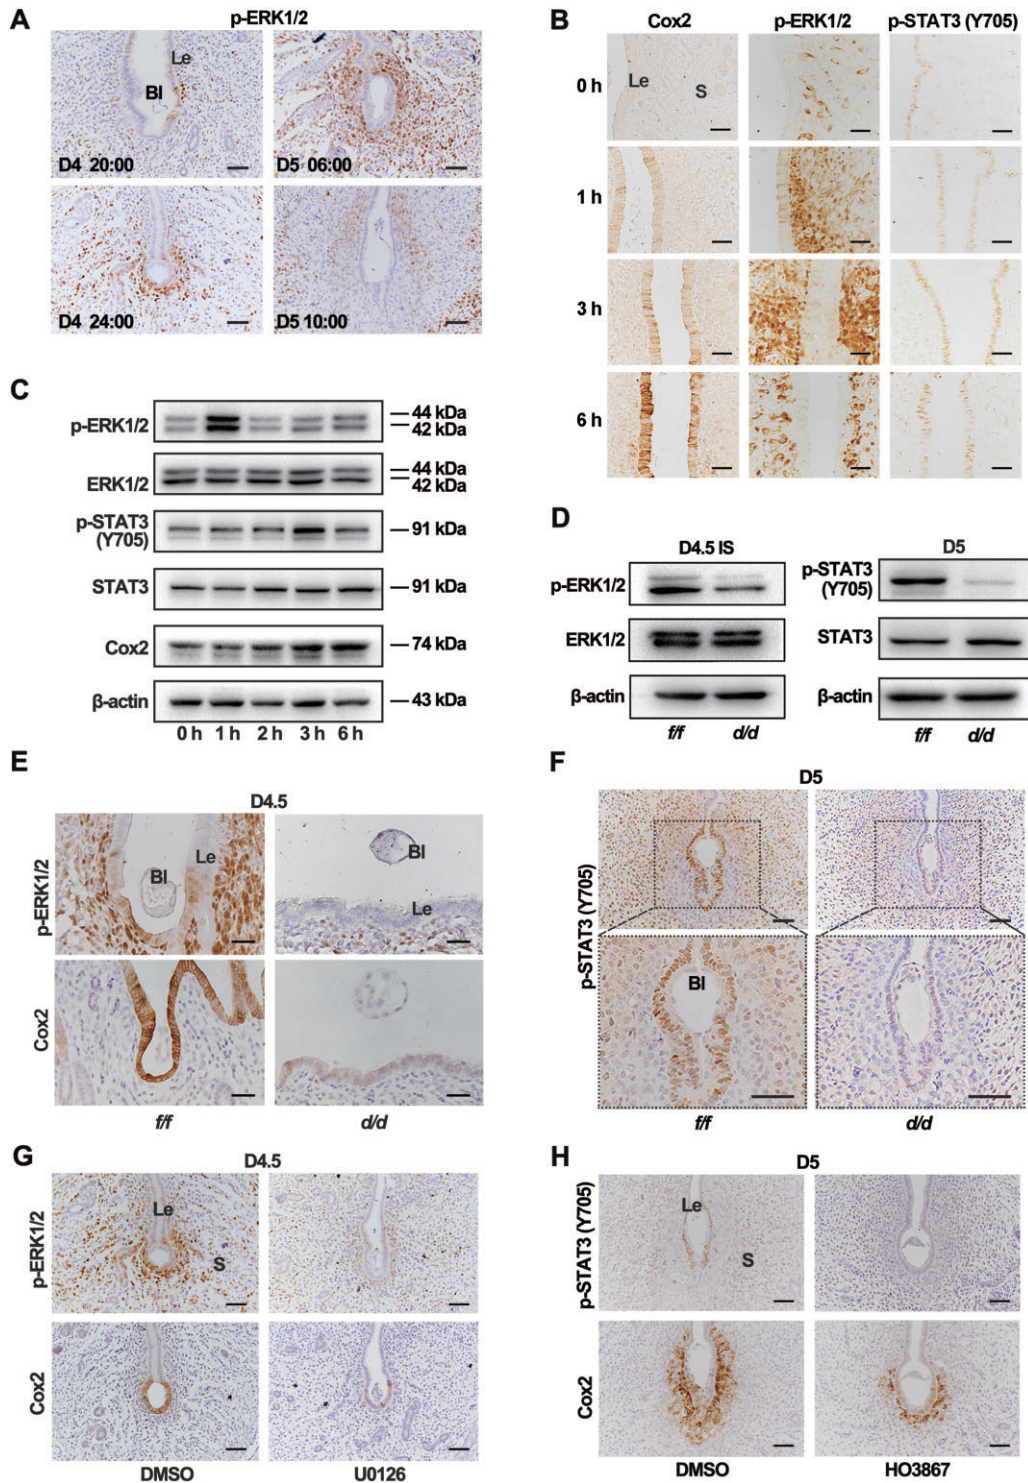 A
p-ERK1/2
Le
Bl
D4 20:00
D5 06:00
D4 24:00
D5 10:00
B
Cox2
p-ERK1/2
p-STAT3 (Y705)
0 h
Le
S
1 h
3 h
6 h
C
p-ERK1/2
44 kDa
42 kDa
ERK1/2
44 kDa
42 kDa
p-STAT3
(Y705)
91 kDa
STAT3
91 kDa
Cox2
74 kDa
β-actin
43 kDa
0 h 1 h 2 h 3 h 6 h
D
D4.5 IS
p-ERK1/2
ERK1/2
β-actin
f/f d/d
D5
p-STAT3
(Y705)
STAT3
β-actin
f/f d/d
E
D4.5
p-ERK1/2
Bl
Le
Bl
Le
Cox2
f/f d/d
F
D5
p-STAT3 (Y705)
Bl
f/f d/d
G
D4.5
p-ERK1/2
Le
S
Cox2
DMSO U0126
H
D5
p-STAT3 (Y705)
Le
S
Cox2
DMSO HO3867